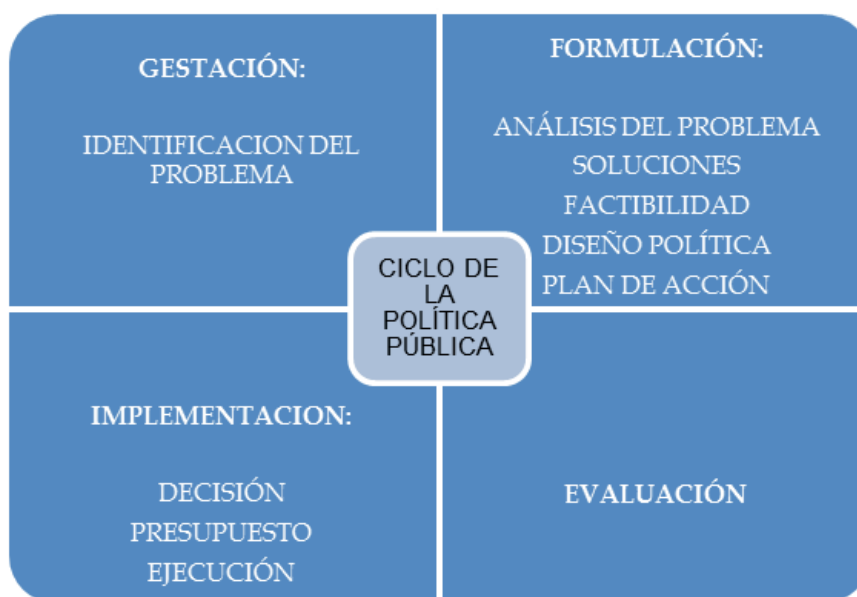 GESTACIÓN:
IDENTIFICACION DEL
PROBLEMA
FORMULACIÓN:
ANÁLISIS DEL PROBLEMA
SOLUCIONES
FACTIBILIDAD
DISEÑO POLÍTICA
PLAN DE ACCIÓN
CICLO DE
LA
POLÍTICA
PÚBLICA
IMPLEMENTACION:
DECISIÓN
PRESUPUESTO
EJECUCIÓN
EVALUACIÓN